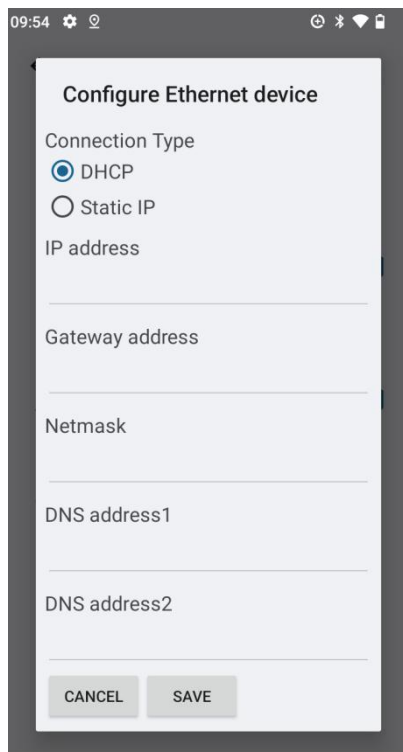 09:54
Configure Ethernet device
Connection Type
DHCP
Static IP
IP address
Gateway address
Netmask
DNS address1
DNS address2
CANCEL SAVE